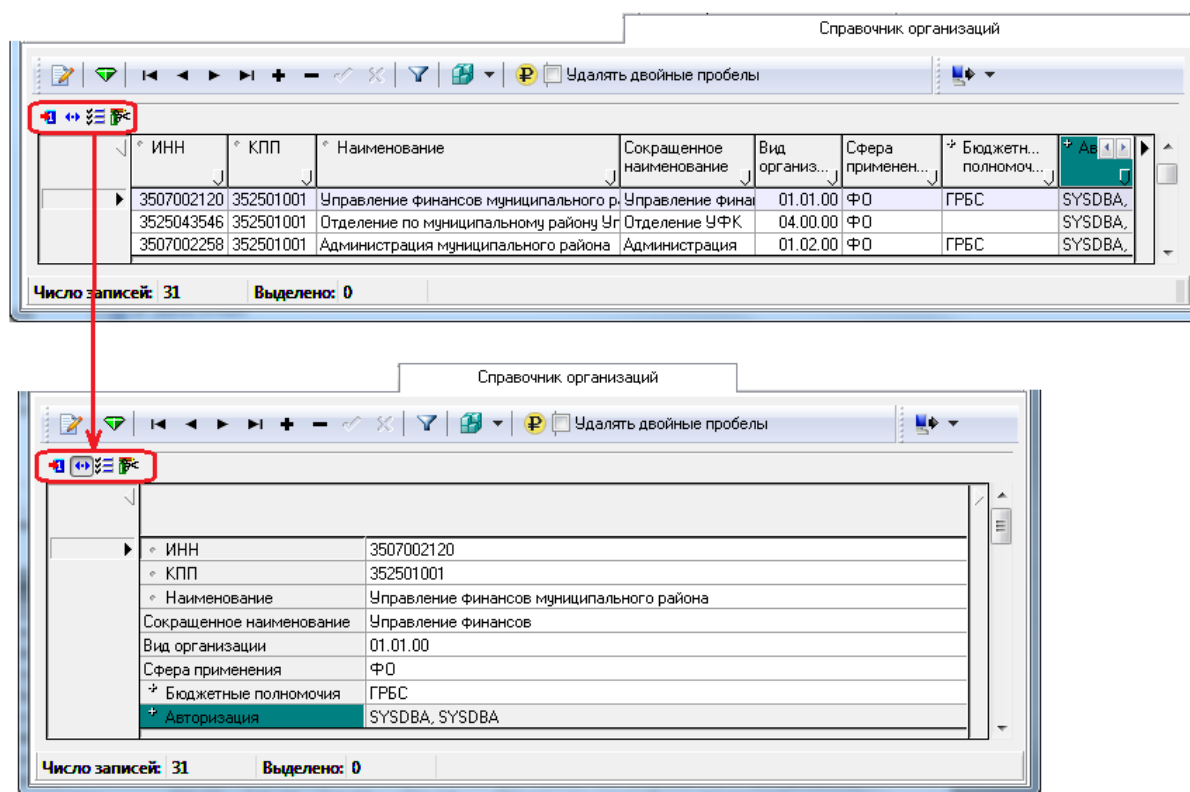 Справочник организаций
Удалять двойные пробелы
ИНН КПП Наименование Сокращенное наименование Вид организ... Сфера применен... Бюджетн... полномоч... Ав
3507002120 352501001 Управление финансов муниципального р Управление фина 01.01.00 ФО ГРБС SYSDBA,
3525043546 352501001 Отделение по муниципальному району Уг Отделение УФК 04.00.00 ФО SYSDBA,
3507002258 352501001 Администрация муниципального района Администрация 01.02.00 ФО ГРБС SYSDBA,
Число записей: 31 Выделено: 0
Справочник организаций
Удалять двойные пробелы
ИНН 3507002120
КПП 352501001
Наименование Управление финансов муниципального района
Сокращенное наименование Управление финансов
Вид организации 01.01.00
Сфера применения ФО
Бюджетные полномочия ГРБС
Авторизация SYSDBA, SYSDBA
Число записей: 31 Выделено: 0